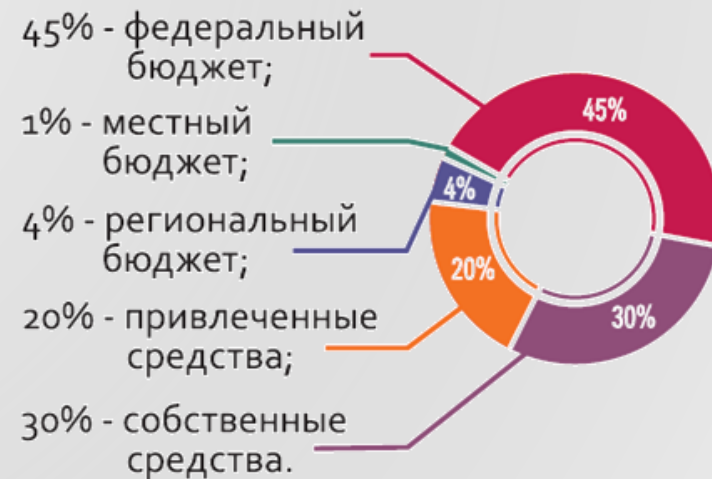 45% - федеральный
бюджет;
1% - местный
бюджет;
4% - региональный
бюджет;
20% - привлеченные
средства;
30% - собственные
средства.
45%
4%
20%
30%